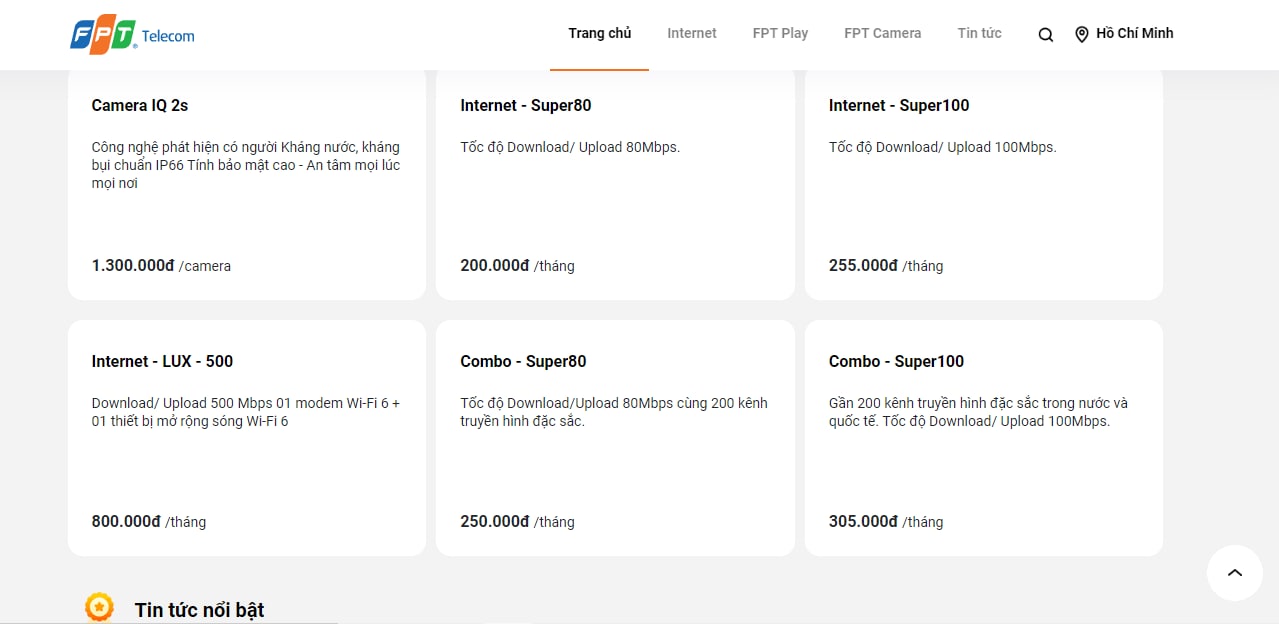 FPT Telecom
Trang chủ
Internet
FPT Play
FPT Camera
Tin tức
Hồ Chí Minh
Camera IQ 2s
Công nghệ phát hiện có người Kháng nước, kháng
bụi chuẩn IP66 Tính bảo mật cao - An tâm mọi lúc
mọi nơi
1.300.000đ /camera
Internet - Super80
Tốc độ Download/ Upload 80Mbps.
200.000đ /tháng
Internet - Super100
Tốc độ Download/ Upload 100Mbps.
255.000đ /tháng
Internet - LUX - 500
Download/ Upload 500 Mbps 01 modem Wi-Fi 6 +
01 thiết bị mở rộng sóng Wi-Fi 6
800.000đ /tháng
Combo - Super80
Tốc độ Download/Upload 80Mbps cùng 200 kênh
truyền hình đặc sắc.
250.000đ /tháng
Combo - Super100
Gần 200 kênh truyền hình đặc sắc trong nước và
quốc tế. Tốc độ Download/ Upload 100Mbps.
305.000đ /tháng
Tin tức nổi bật